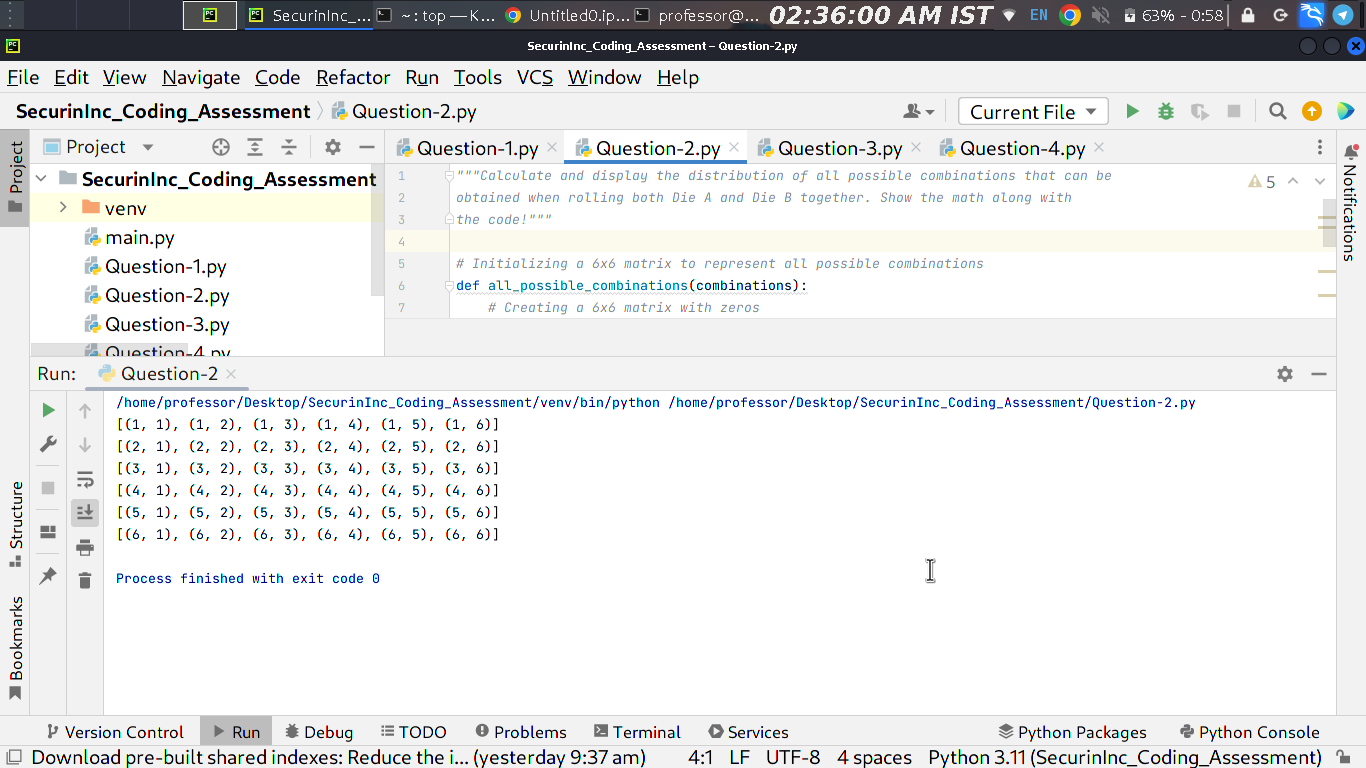 SecurinInc_...
~ : top — K...
Untitled0.ip...
professor@...
02:36:00 AM IST
EN
63% - 0:58
SecurinInc_Coding_Assessment – Question-2.py
File Edit View Navigate Code Refactor Run Tools VCS Window Help
SecurinInc_Coding_Assessment
Question-2.py
Current File
Project
Project
Question-1.py
Question-2.py
Question-3.py
Question-4.py
Notifications
SecurinInc_Coding_Assessment
venv
main.py
Question-1.py
Question-2.py
Question-3.py
Question-4.py
1 """Calculate and display the distribution of all possible combinations that can be
2 obtained when rolling both Die A and Die B together. Show the math along with
3 the code!"""
4
5 # Initializing a 6x6 matrix to represent all possible combinations
6 def all_possible_combinations(combinations):
7 # Creating a 6x6 matrix with zeros
5
Run:
Question-2
/home/professor/Desktop/SecurinInc_Coding_Assessment/venv/bin/python /home/professor/Desktop/SecurinInc_Coding_Assessment/Question-2.py
[(1, 1), (1, 2), (1, 3), (1, 4), (1, 5), (1, 6)]
[(2, 1), (2, 2), (2, 3), (2, 4), (2, 5), (2, 6)]
[(3, 1), (3, 2), (3, 3), (3, 4), (3, 5), (3, 6)]
[(4, 1), (4, 2), (4, 3), (4, 4), (4, 5), (4, 6)]
[(5, 1), (5, 2), (5, 3), (5, 4), (5, 5), (5, 6)]
[(6, 1), (6, 2), (6, 3), (6, 4), (6, 5), (6, 6)]
Process finished with exit code 0
Structure
Bookmarks
Version Control
Run
Debug
TODO
Problems
Terminal
Services
Python Packages
Python Console
Download pre-built shared indexes: Reduce the i... (yesterday 9:37 am)
4:1 LF UTF-8 4 spaces Python 3.11 (SecurinInc_Coding_Assessment)